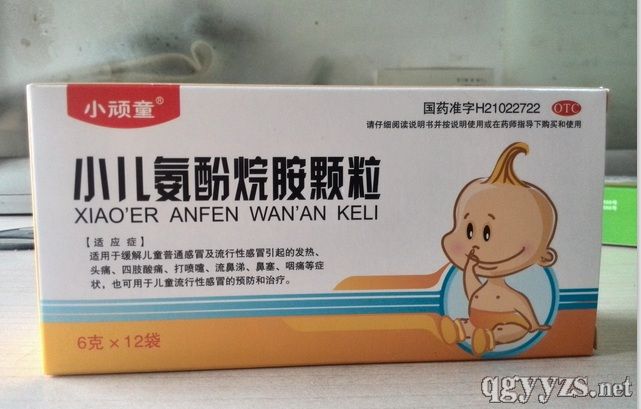 小顽童®
国药准字H21022722
OTC
请仔细阅读说明书并按说明使用或在药师指导下购买和使用
小儿氨酚烷胺颗粒
XIAO'ER ANFEN WAN'AN KELI
【适应症】
适用于缓解儿童普通感冒及流行性感冒引起的发热、
头痛、四肢酸痛、打喷嚏、流鼻涕、鼻塞、咽痛等症
状，也可用于儿童流行性感冒的预防和治疗。
6克×12袋
qgyyzs.net